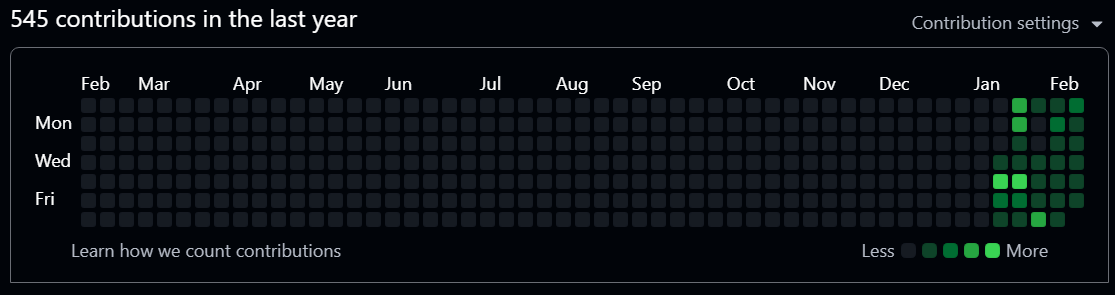 545 contributions in the last year
Contribution settings
Feb Mar Apr May Jun Jul Aug Sep Oct Nov Dec Jan Feb
Mon
Wed
Fri
Learn how we count contributions
Less More